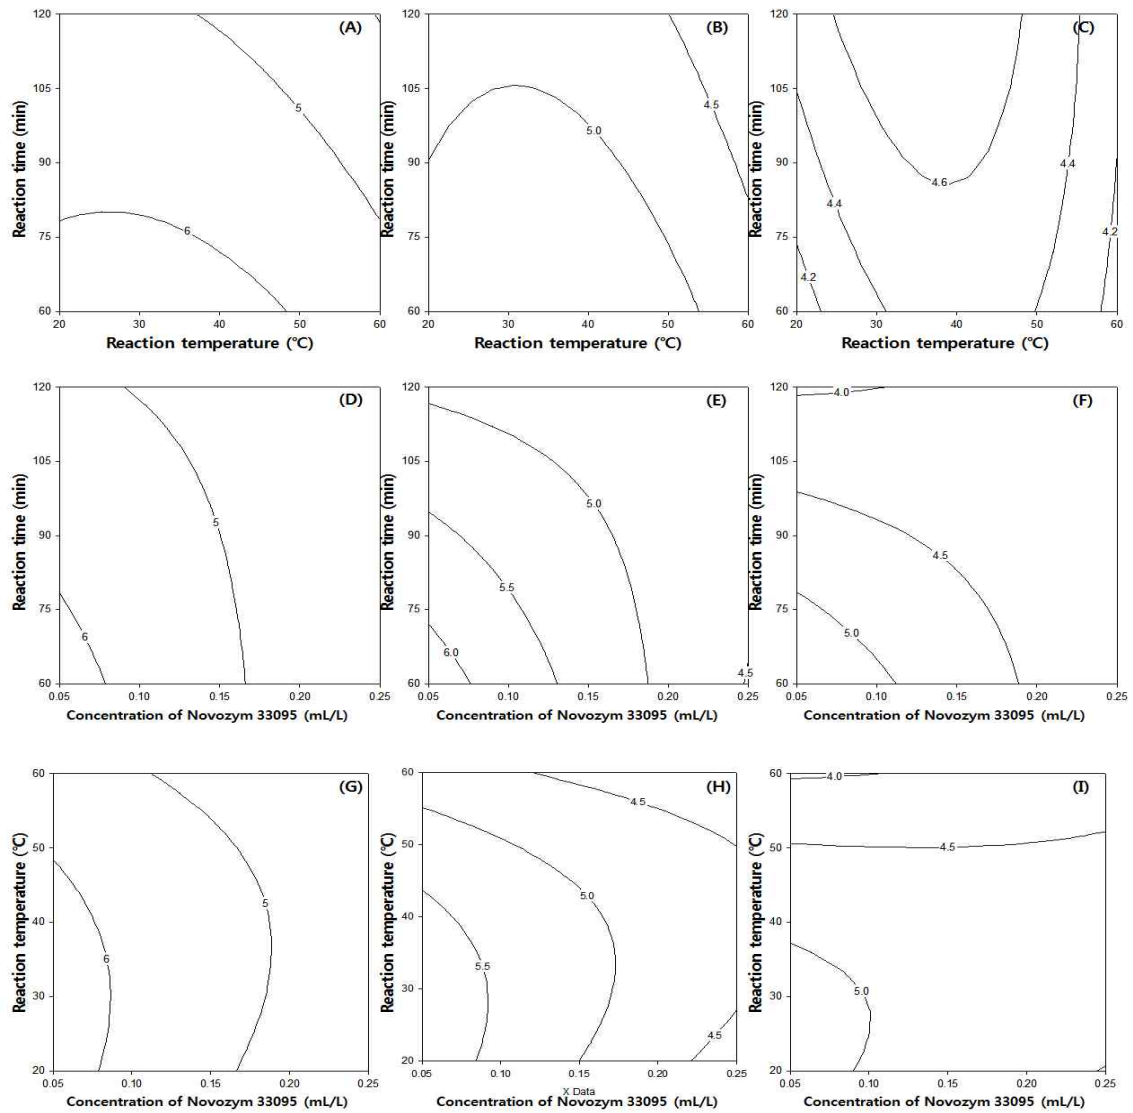 (A)
Reaction time (min)
120
105
90
75
60
5
6
20 30 40 50 60
Reaction temperature (℃)
(B)
Reaction time (min)
120
105
90
75
60
4.5
5.0
20 30 40 50 60
Reaction temperature (℃)
(C)
Reaction time (min)
120
105
90
75
60
4.6
4.4
4.4
4.2
4.2
20 30 40 50 60
Reaction temperature (℃)
(D)
Reaction time (min)
120
105
90
75
60
5
6
0.05 0.10 0.15 0.20 0.25
Concentration of Novozym 33095 (mL/L)
(E)
Reaction time (min)
120
105
90
75
60
5.0
5.5
6.0
4.5
0.05 0.10 0.15 0.20 0.25
Concentration of Novozym 33095 (mL/L)
(F)
Reaction time (min)
120
105
90
75
60
4.0
4.5
5.0
0.05 0.10 0.15 0.20 0.25
Concentration of Novozym 33095 (mL/L)
(G)
Reaction temperature (℃)
60
50
40
30
20
5
6
0.05 0.10 0.15 0.20 0.25
Concentration of Novozym 33095 (mL/L)
(H)
Reaction temperature (℃)
60
50
40
30
20
4.5
5.0
5.5
4.5
0.05 0.10 0.15 0.20 0.25
X Data
Concentration of Novozym 33095 (mL/L)
(I)
Reaction temperature (℃)
60
50
40
30
20
4.0
4.5
5.0
0.05 0.10 0.15 0.20 0.25
Concentration of Novozym 33095 (mL/L)